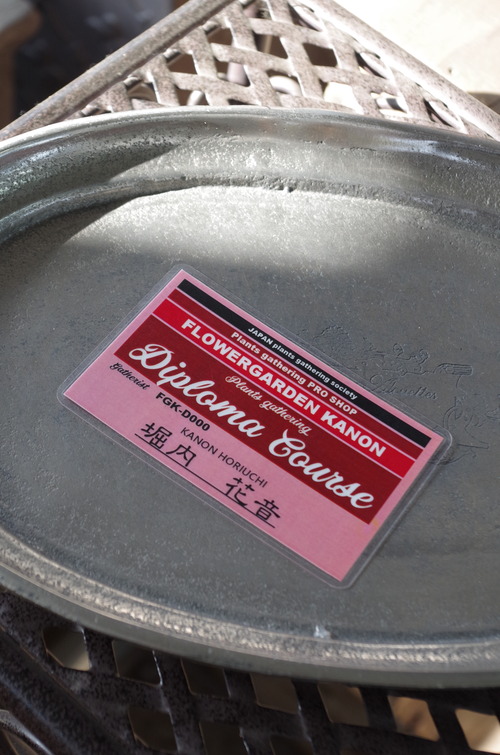 JAPAN plants gathering society
Plants gathering PRO SHOP
FLOWERGARDEN KANON
Plants gathering
Diploma Course
Gatherist FGK-D000
KANON HORIUCHI
堀内 花音